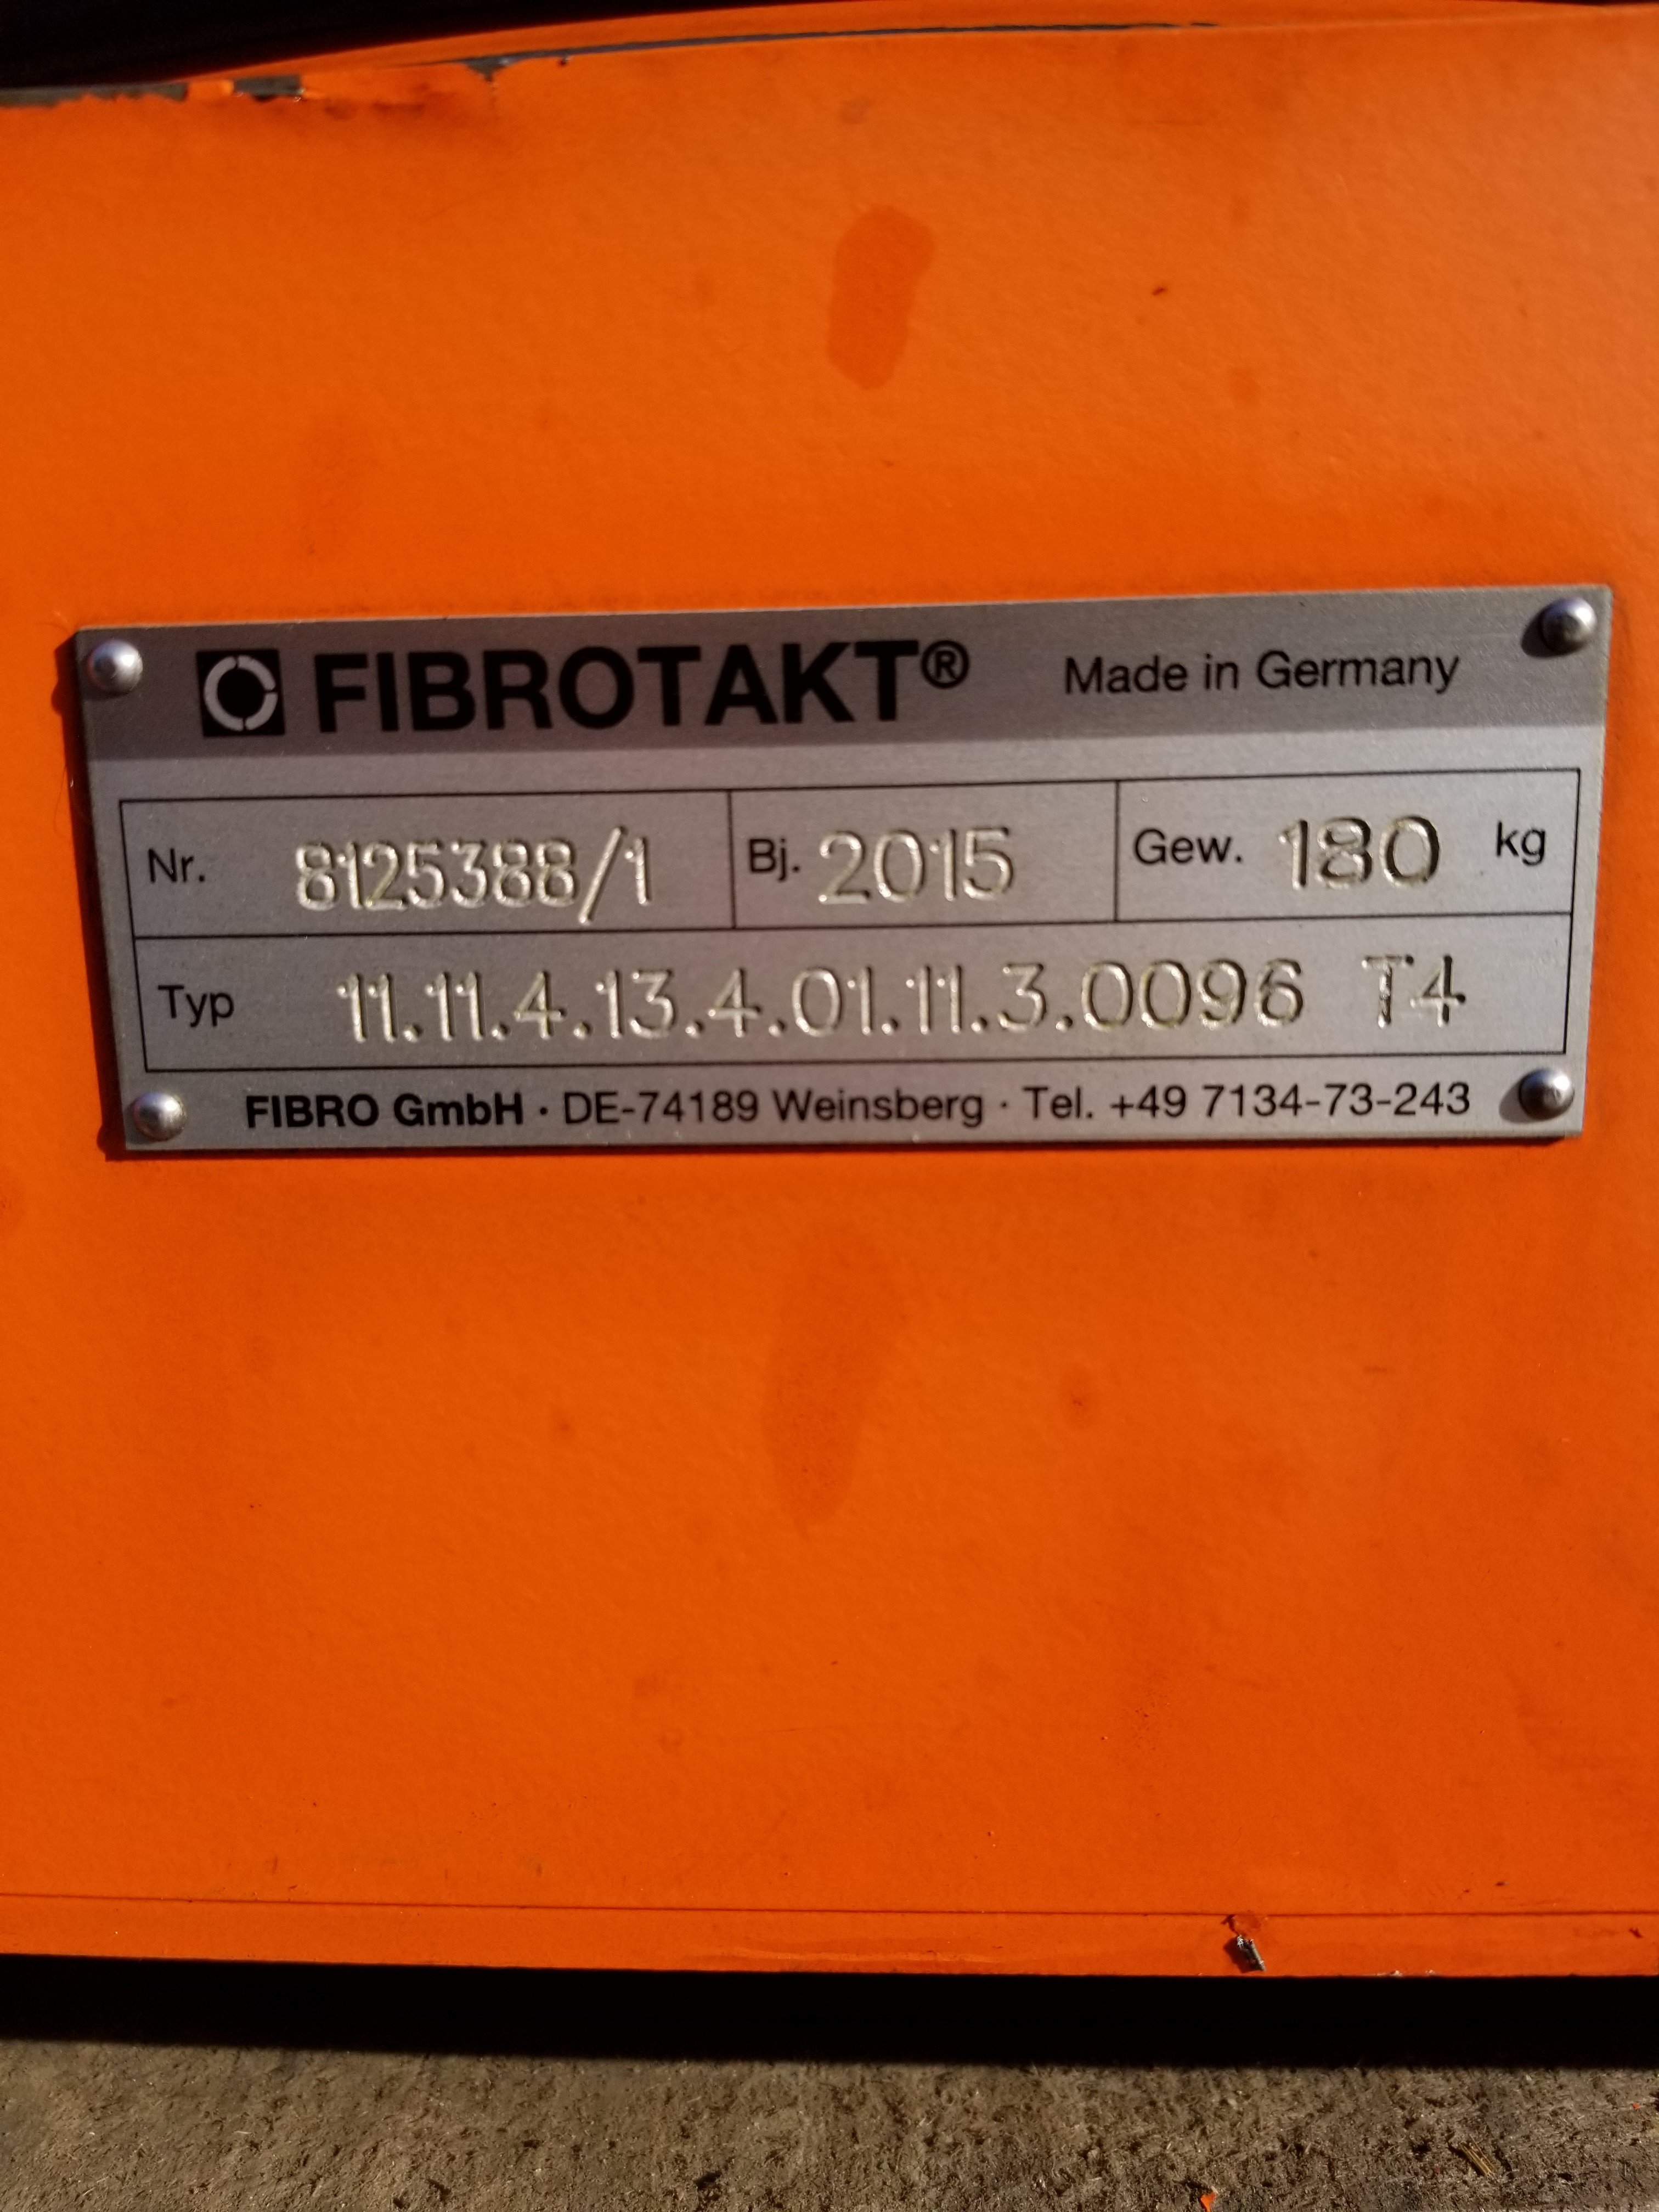 FIBROTAKT® Made in Germany
Nr. 8125388/1 Bj. 2015 Gew. 180 kg
Typ 11.11.4.13.4.01.11.3.0096 T4
FIBRO GmbH · DE-74189 Weinsberg · Tel. +49 7134-73-243